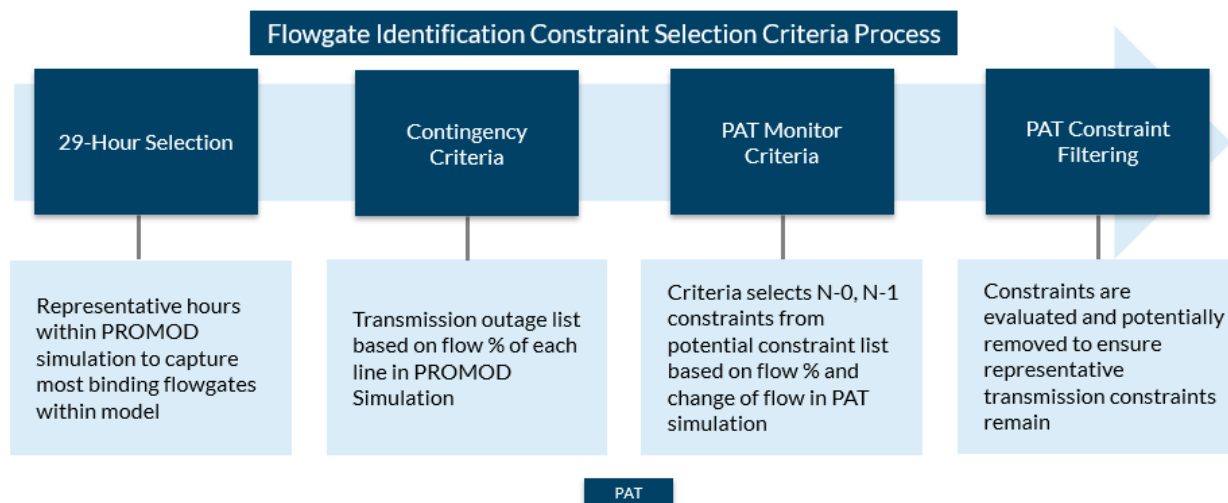 Flowgate Identification Constraint Selection Criteria Process
29-Hour Selection
Contingency
Criteria
PAT Monitor
Criteria
PAT Constraint
Filtering
Representative hours
within PROMOD
simulation to capture
most binding flowgates
within model
Transmission outage list
based on flow % of each
line in PROMOD
Simulation
Criteria selects N-0, N-1
constraints from
potential constraint list
based on flow % and
change of flow in PAT
simulation
Constraints are
evaluated and potentially
removed to ensure
representative
transmission constraints
remain
PAT